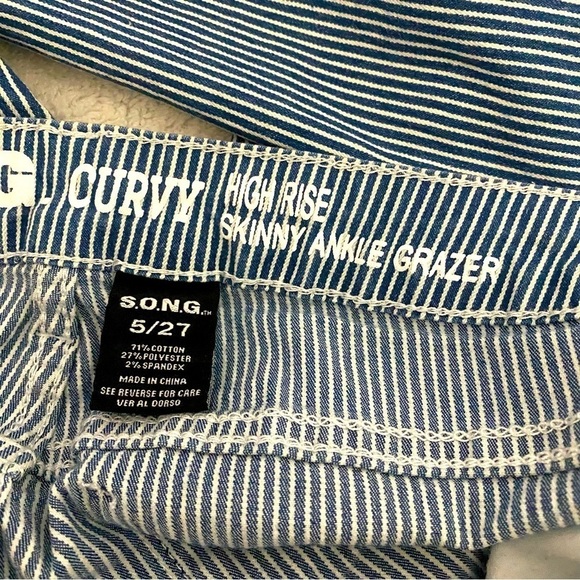 G. CURVY HIGH RISE
SKINNY ANKLE GRAZER
S.O.N.G.™
5/27
71% COTTON
27% POLYESTER
2% SPANDEX
MADE IN CHINA
SEE REVERSE FOR CARE
VER AL DORSO